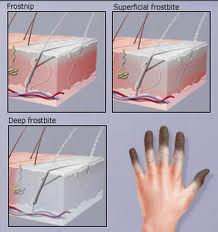 Frostnip
Superficial frostbite
Deep frostbite